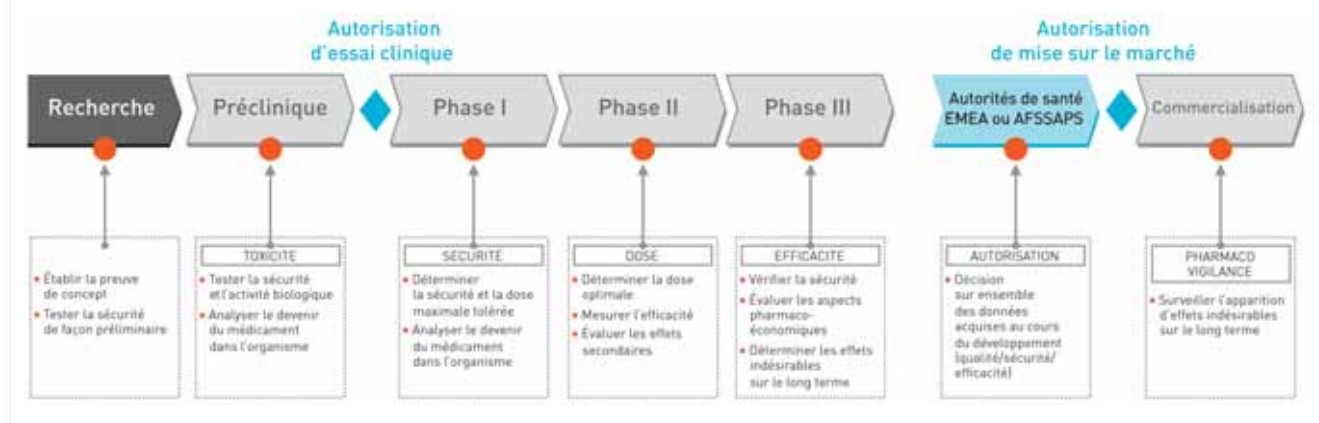 Autorisation
d'essai clinique
Autorisation
de mise sur le marché
Recherche
Préclinique
Phase I
Phase II
Phase III
Autorités de santé
EMEA ou AFSSAPS
Commercialisation
• Établir la preuve
de concept
• Tester la sécurité
de façon préliminaire
TOXICITE
• Tester la sécurité
et l'activité biologique
• Analyser le devenir
du médicament
dans l'organisme
SECURITE
• Déterminer
la sécurité et la dose
maximale tolérée
• Analyser le devenir
du médicament
dans l'organisme
DOSE
• Déterminer la dose
optimale
• Mesurer l'efficacité
• Évaluer les effets
secondaires
EFFICACITE
• Vérifier la sécurité
• Évaluer les aspects
pharmaco-
économiques
• Déterminer les effets
indésirables
sur le long terme
AUTORISATION
• Décision
sur ensemble
des données
acquises au cours
du développement
(qualité/sécurité/
efficacité)
PHARMACO
VIGILANCE
• Surveiller l'apparition
d'effets indésirables
sur le long terme